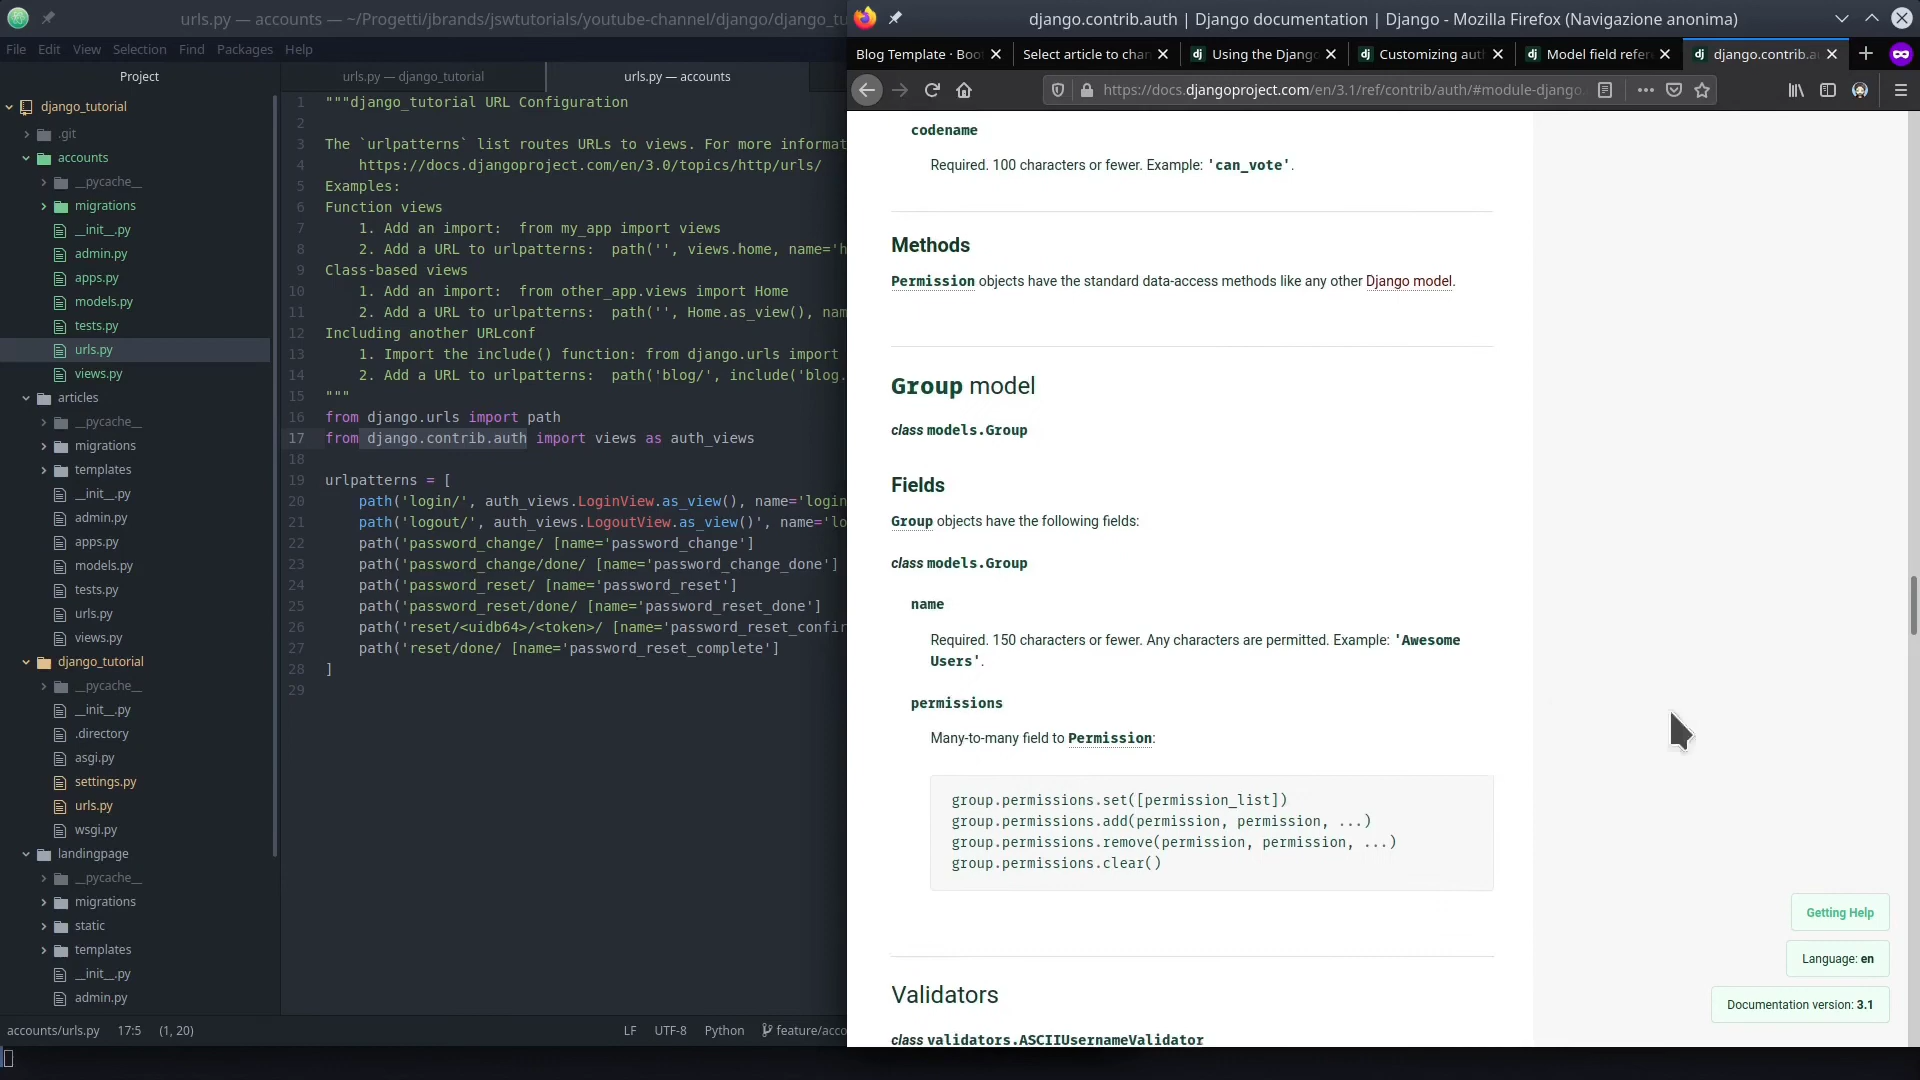 urls.py — accounts — ~/Progetti/jbrands/jswtutorials/youtube-channel/django/django_tu
File Edit View Selection Find Packages Help
Project
django_tutorial
.git
accounts
__pycache__
migrations
__init__.py
admin.py
apps.py
models.py
tests.py
urls.py
views.py
articles
__pycache__
migrations
templates
__init__.py
admin.py
apps.py
models.py
tests.py
urls.py
views.py
django_tutorial
__pycache__
__init__.py
.directory
asgi.py
settings.py
urls.py
wsgi.py
landingpage
__pycache__
migrations
static
templates
__init__.py
admin.py
urls.py — django_tutorial
urls.py — accounts
1 """django_tutorial URL Configuration
2
3 The `urlpatterns` list routes URLs to views. For more informat
4 https://docs.djangoproject.com/en/3.0/topics/http/urls/
5 Examples:
6 Function views
7 1. Add an import:  from my_app import views
8 2. Add a URL to urlpatterns:  path('', views.home, name='h
9 Class-based views
10 1. Add an import:  from other_app.views import Home
11 2. Add a URL to urlpatterns:  path('', Home.as_view(), nam
12 Including another URLconf
13 1. Import the include() function: from django.urls import
14 2. Add a URL to urlpatterns:  path('blog/', include('blog.
15 """
16 from django.urls import path
17 from django.contrib.auth import views as auth_views
18
19 urlpatterns = [
20 path('login/', auth_views.LoginView.as_view(), name='login
21 path('logout/', auth_views.LogoutView.as_view()', name='lo
22 path('password_change/ [name='password_change']
23 path('password_change/done/ [name='password_change_done']
24 path('password_reset/ [name='password_reset']
25 path('password_reset/done/ [name='password_reset_done']
26 path('reset/<uidb64>/<token>/ [name='password_reset_confir
27 path('reset/done/ [name='password_reset_complete']
28 ]
29
accounts/urls.py 17:5 (1, 20) LF UTF-8 Python feature/acco
django.contrib.auth | Django documentation | Django - Mozilla Firefox (Navigazione anonima)
Blog Template · Boo
Select article to chan
Using the Django
Customizing aut
Model field refer
django.contrib.a
https://docs.djangoproject.com/en/3.1/ref/contrib/auth/#module-django.
codename
Required. 100 characters or fewer. Example: 'can_vote'.
Methods
Permission objects have the standard data-access methods like any other Django model.
Group model
class models.Group
Fields
Group objects have the following fields:
class models.Group
name
Required. 150 characters or fewer. Any characters are permitted. Example: 'Awesome
Users'.
permissions
Many-to-many field to Permission:
group.permissions.set([permission_list])
group.permissions.add(permission, permission, ...)
group.permissions.remove(permission, permission, ...)
group.permissions.clear()
Validators
class validators.ASCIIUsernameValidator
Getting Help
Language: en
Documentation version: 3.1